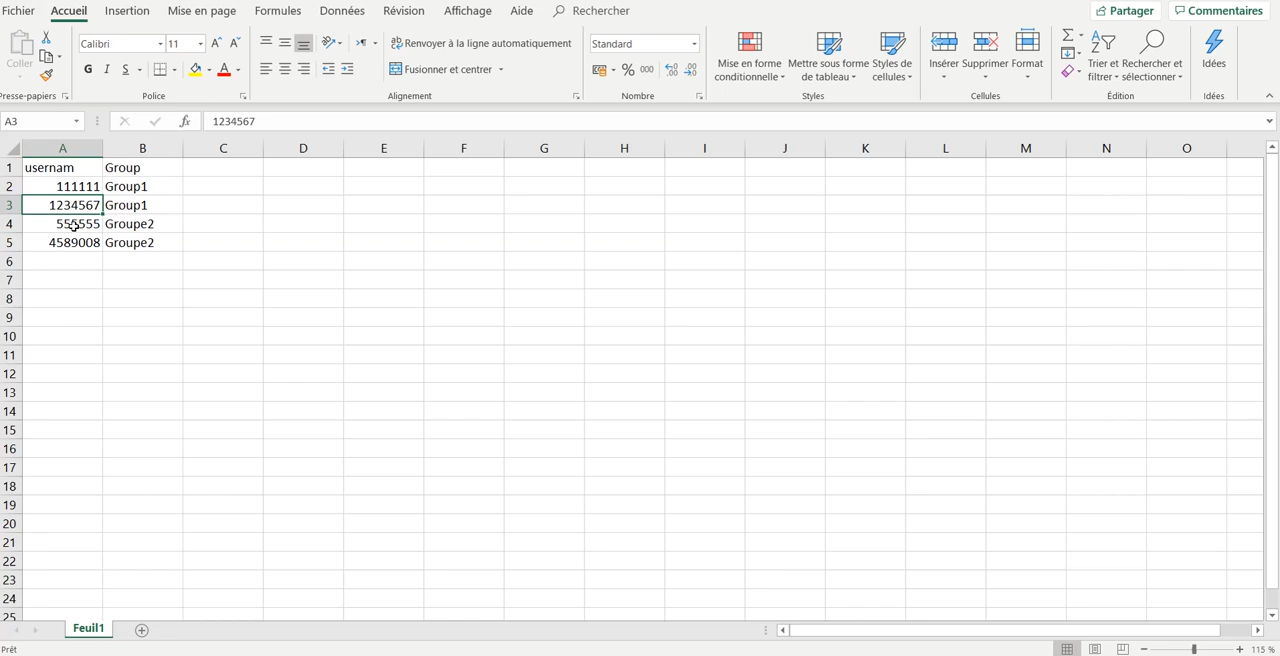 Fichier Accueil Insertion Mise en page Formules Données Révision Affichage Aide Rechercher Partager Commentaires
Coller
Calibri 11
Renvoyer à la ligne automatiquement
Standard
G I S
Fusionner et centrer
% 000
Mise en forme conditionnelle
Mettre sous forme de tableau
Styles de cellules
Insérer Supprimer Format
Trier et filtrer
Rechercher et sélectionner
Idées
Presse-papiers Police Alignement Nombre Styles Cellules Édition Idées
A3 fx 1234567
A B C D E F G H I J K L M N O
1 usernam Group
2 111111 Group1
3 1234567 Group1
4 555555 Groupe2
5 4589008 Groupe2
6
7
8
9
10
11
12
13
14
15
16
17
18
19
20
21
22
23
24
25
Feuil1
Prêt 115 %